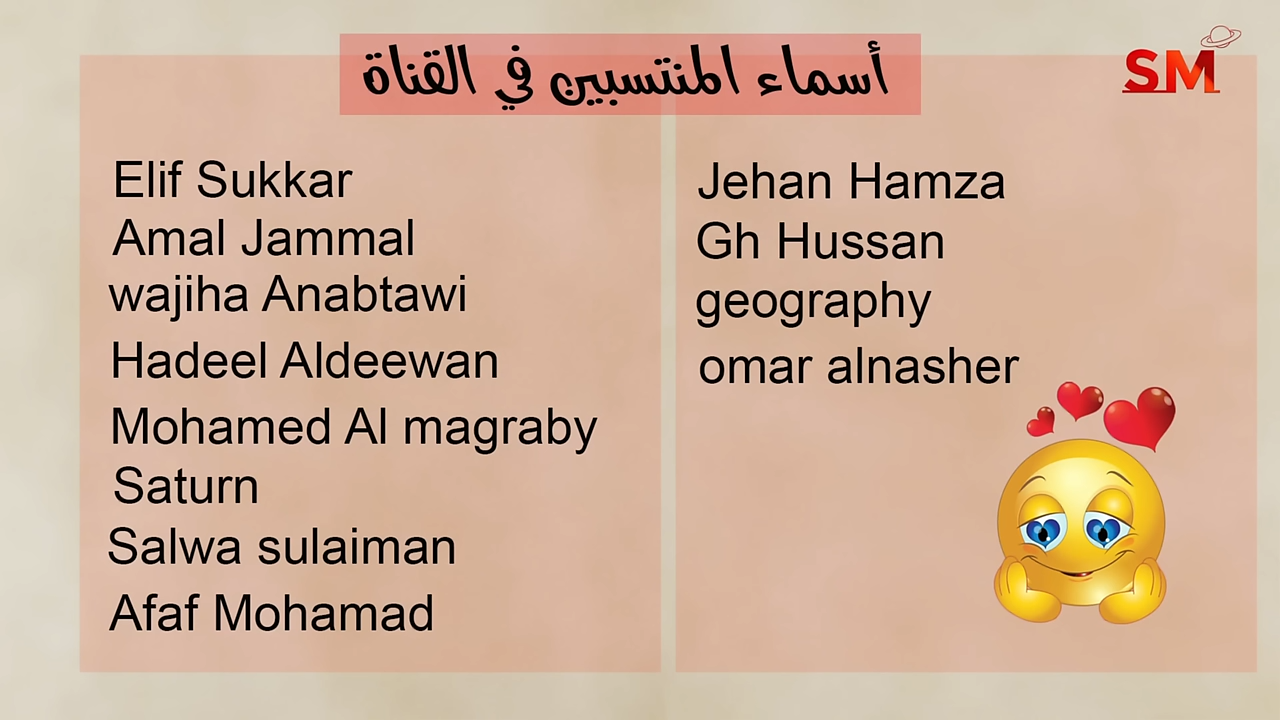 أسماء المنتسبين في القناة
SM
Elif Sukkar
Amal Jammal
wajiha Anabtawi
Hadeel Aldeewan
Mohamed Al magraby
Saturn
Salwa sulaiman
Afaf Mohamad
Jehan Hamza
Gh Hussan
geography
omar alnasher